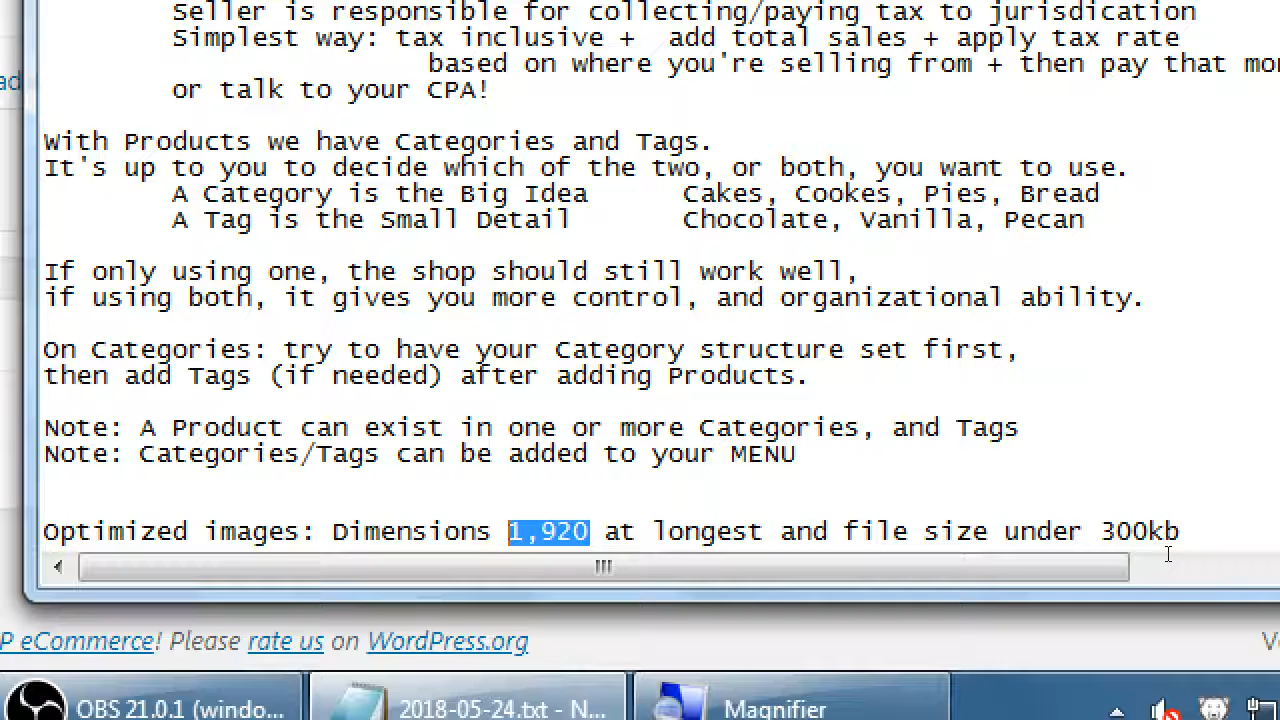 Seller is responsible for collecting/paying tax to jurisdication
Simplest way: tax inclusive + add total sales + apply tax rate
based on where you're selling from + then pay that mo
or talk to your CPA!
With Products we have Categories and Tags.
It's up to you to decide which of the two, or both, you want to use.
A Category is the Big Idea Cakes, Cookes, Pies, Bread
A Tag is the Small Detail Chocolate, Vanilla, Pecan
If only using one, the shop should still work well,
if using both, it gives you more control, and organizational ability.
On Categories: try to have your Category structure set first,
then add Tags (if needed) after adding Products.
Note: A Product can exist in one or more Categories, and Tags
Note: Categories/Tags can be added to your MENU
Optimized images: Dimensions 1,920 at longest and file size under 300kb
P eCommerce! Please rate us on WordPress.org
OBS 21.0.1 (windo... 2018-05-24.txt - N... Magnifier